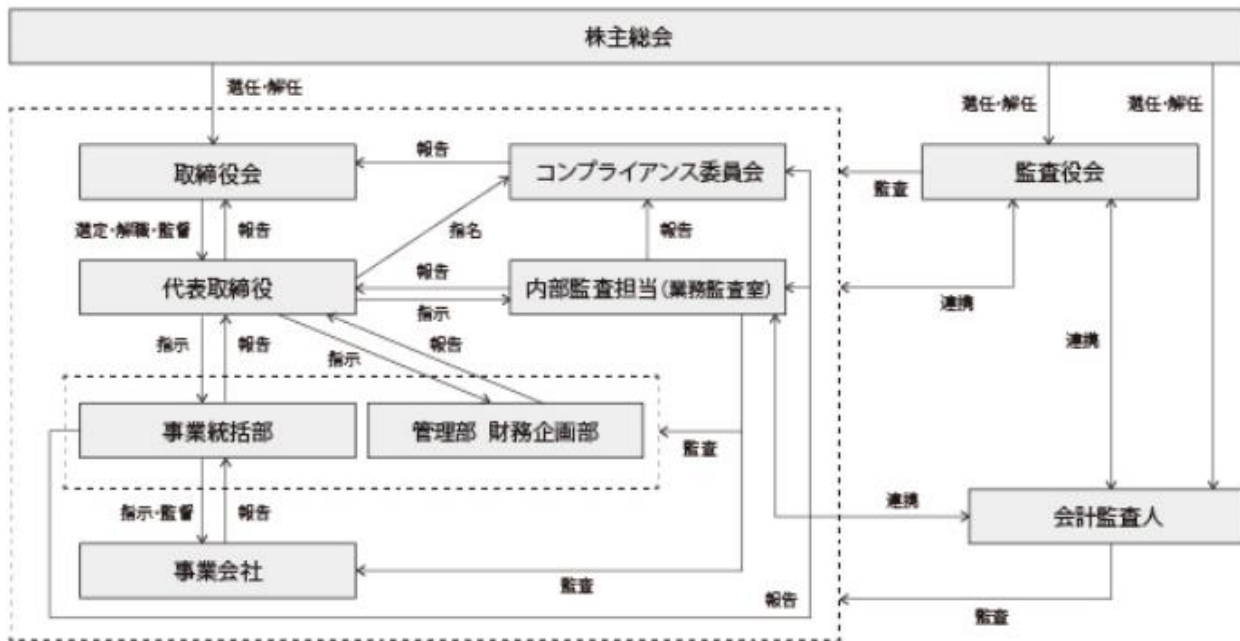 株主総会
選任・解任
選任・解任
選任・解任
取締役会
報告
コンプライアンス委員会
監査
監査役会
選定・解職・監督
報告
指名
報告
代表取締役
報告
指示
内部監査担当(業務監査室)
連携
連携
指示
報告
指示
報告
事業統括部
管理部 財務企画部
監査
指示・監督
報告
連携
会計監査人
事業会社
監査
報告
監査